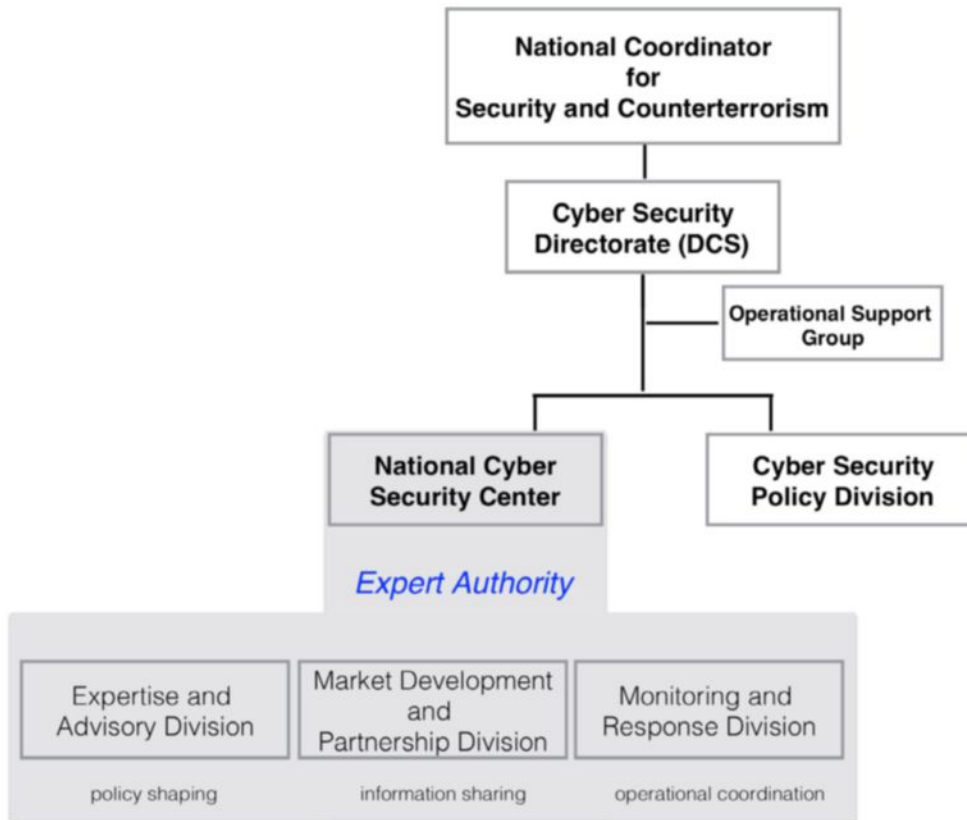 National Coordinator
for
Security and Counterterrorism
Cyber Security
Directorate (DCS)
Operational Support
Group
National Cyber
Security Center
Cyber Security
Policy Division
Expert Authority
Expertise and
Advisory Division
Market Development
and
Partnership Division
Monitoring and
Response Division
policy shaping
information sharing
operational coordination